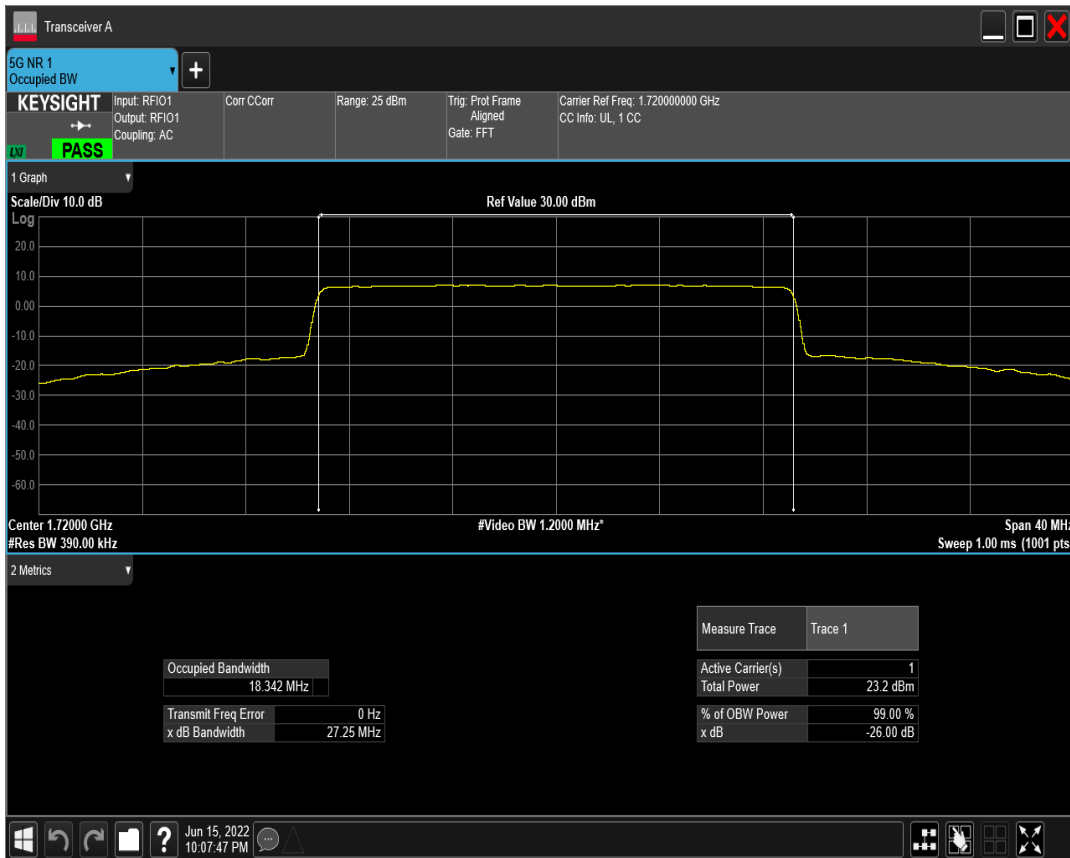 Transceiver A
5G NR 1
Occupied BW
KEYSIGHT
LXI
PASS
Input: RFIO1
Output: RFIO1
Coupling: AC
Corr CCorr
Range: 25 dBm
Trig: Prot Frame
Aligned
Gate: FFT
Carrier Ref Freq: 1.720000000 GHz
CC Info: UL, 1 CC
1 Graph
Scale/Div 10.0 dB
Ref Value 30.00 dBm
Log
20.0
10.0
0.00
-10.0
-20.0
-30.0
-40.0
-50.0
-60.0
Center 1.72000 GHz
#Video BW 1.2000 MHz*
Span 40 MHz
#Res BW 390.00 kHz
Sweep 1.00 ms (1001 pts
2 Metrics
Measure Trace
Trace 1
Occupied Bandwidth
18.342 MHz
Active Carrier(s) 1
Total Power 23.2 dBm
Transmit Freq Error 0 Hz
x dB Bandwidth 27.25 MHz
% of OBW Power 99.00 %
x dB -26.00 dB
?
Jun 15, 2022
10:07:47 PM